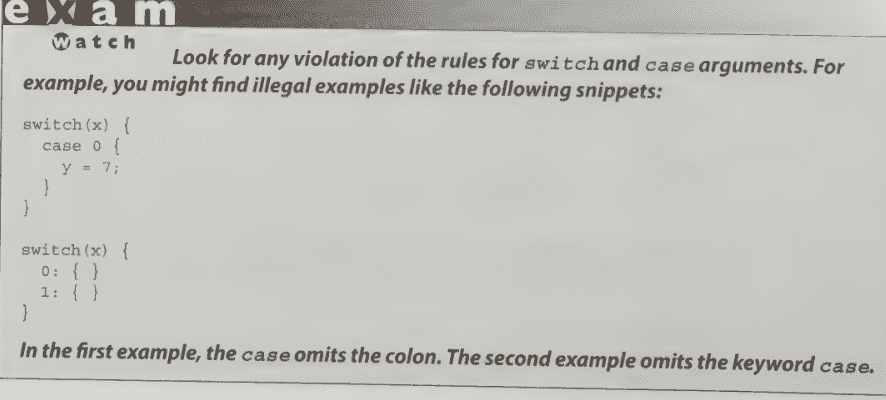 exam
Watch
Look for any violation of the rules for switch and case arguments. For
example, you might find illegal examples like the following snippets:
switch(x) {
case 0 {
y = 7;
}
}
switch(x) {
0: { }
1: { }
}
In the first example, the case omits the colon. The second example omits the keyword case.